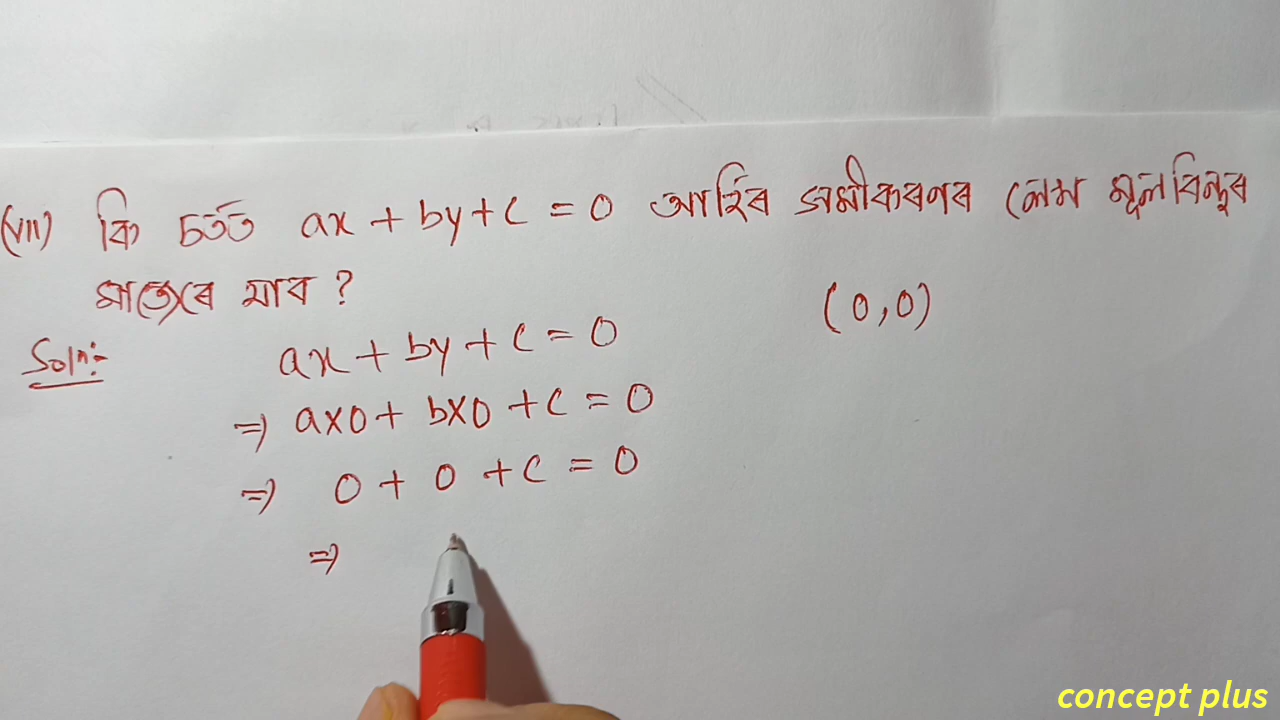 (VII) কি চৰ্তত ax + by + c = 0 আৰ্হিৰ সমীকৰণৰ লেখ মূলবিন্দুৰ
মাজেৰে যাব ?
(0,0)
Soln:- ax + by + c = 0
⇒ a×0 + b×0 + c = 0
⇒ 0 + 0 + c = 0
⇒
concept plus